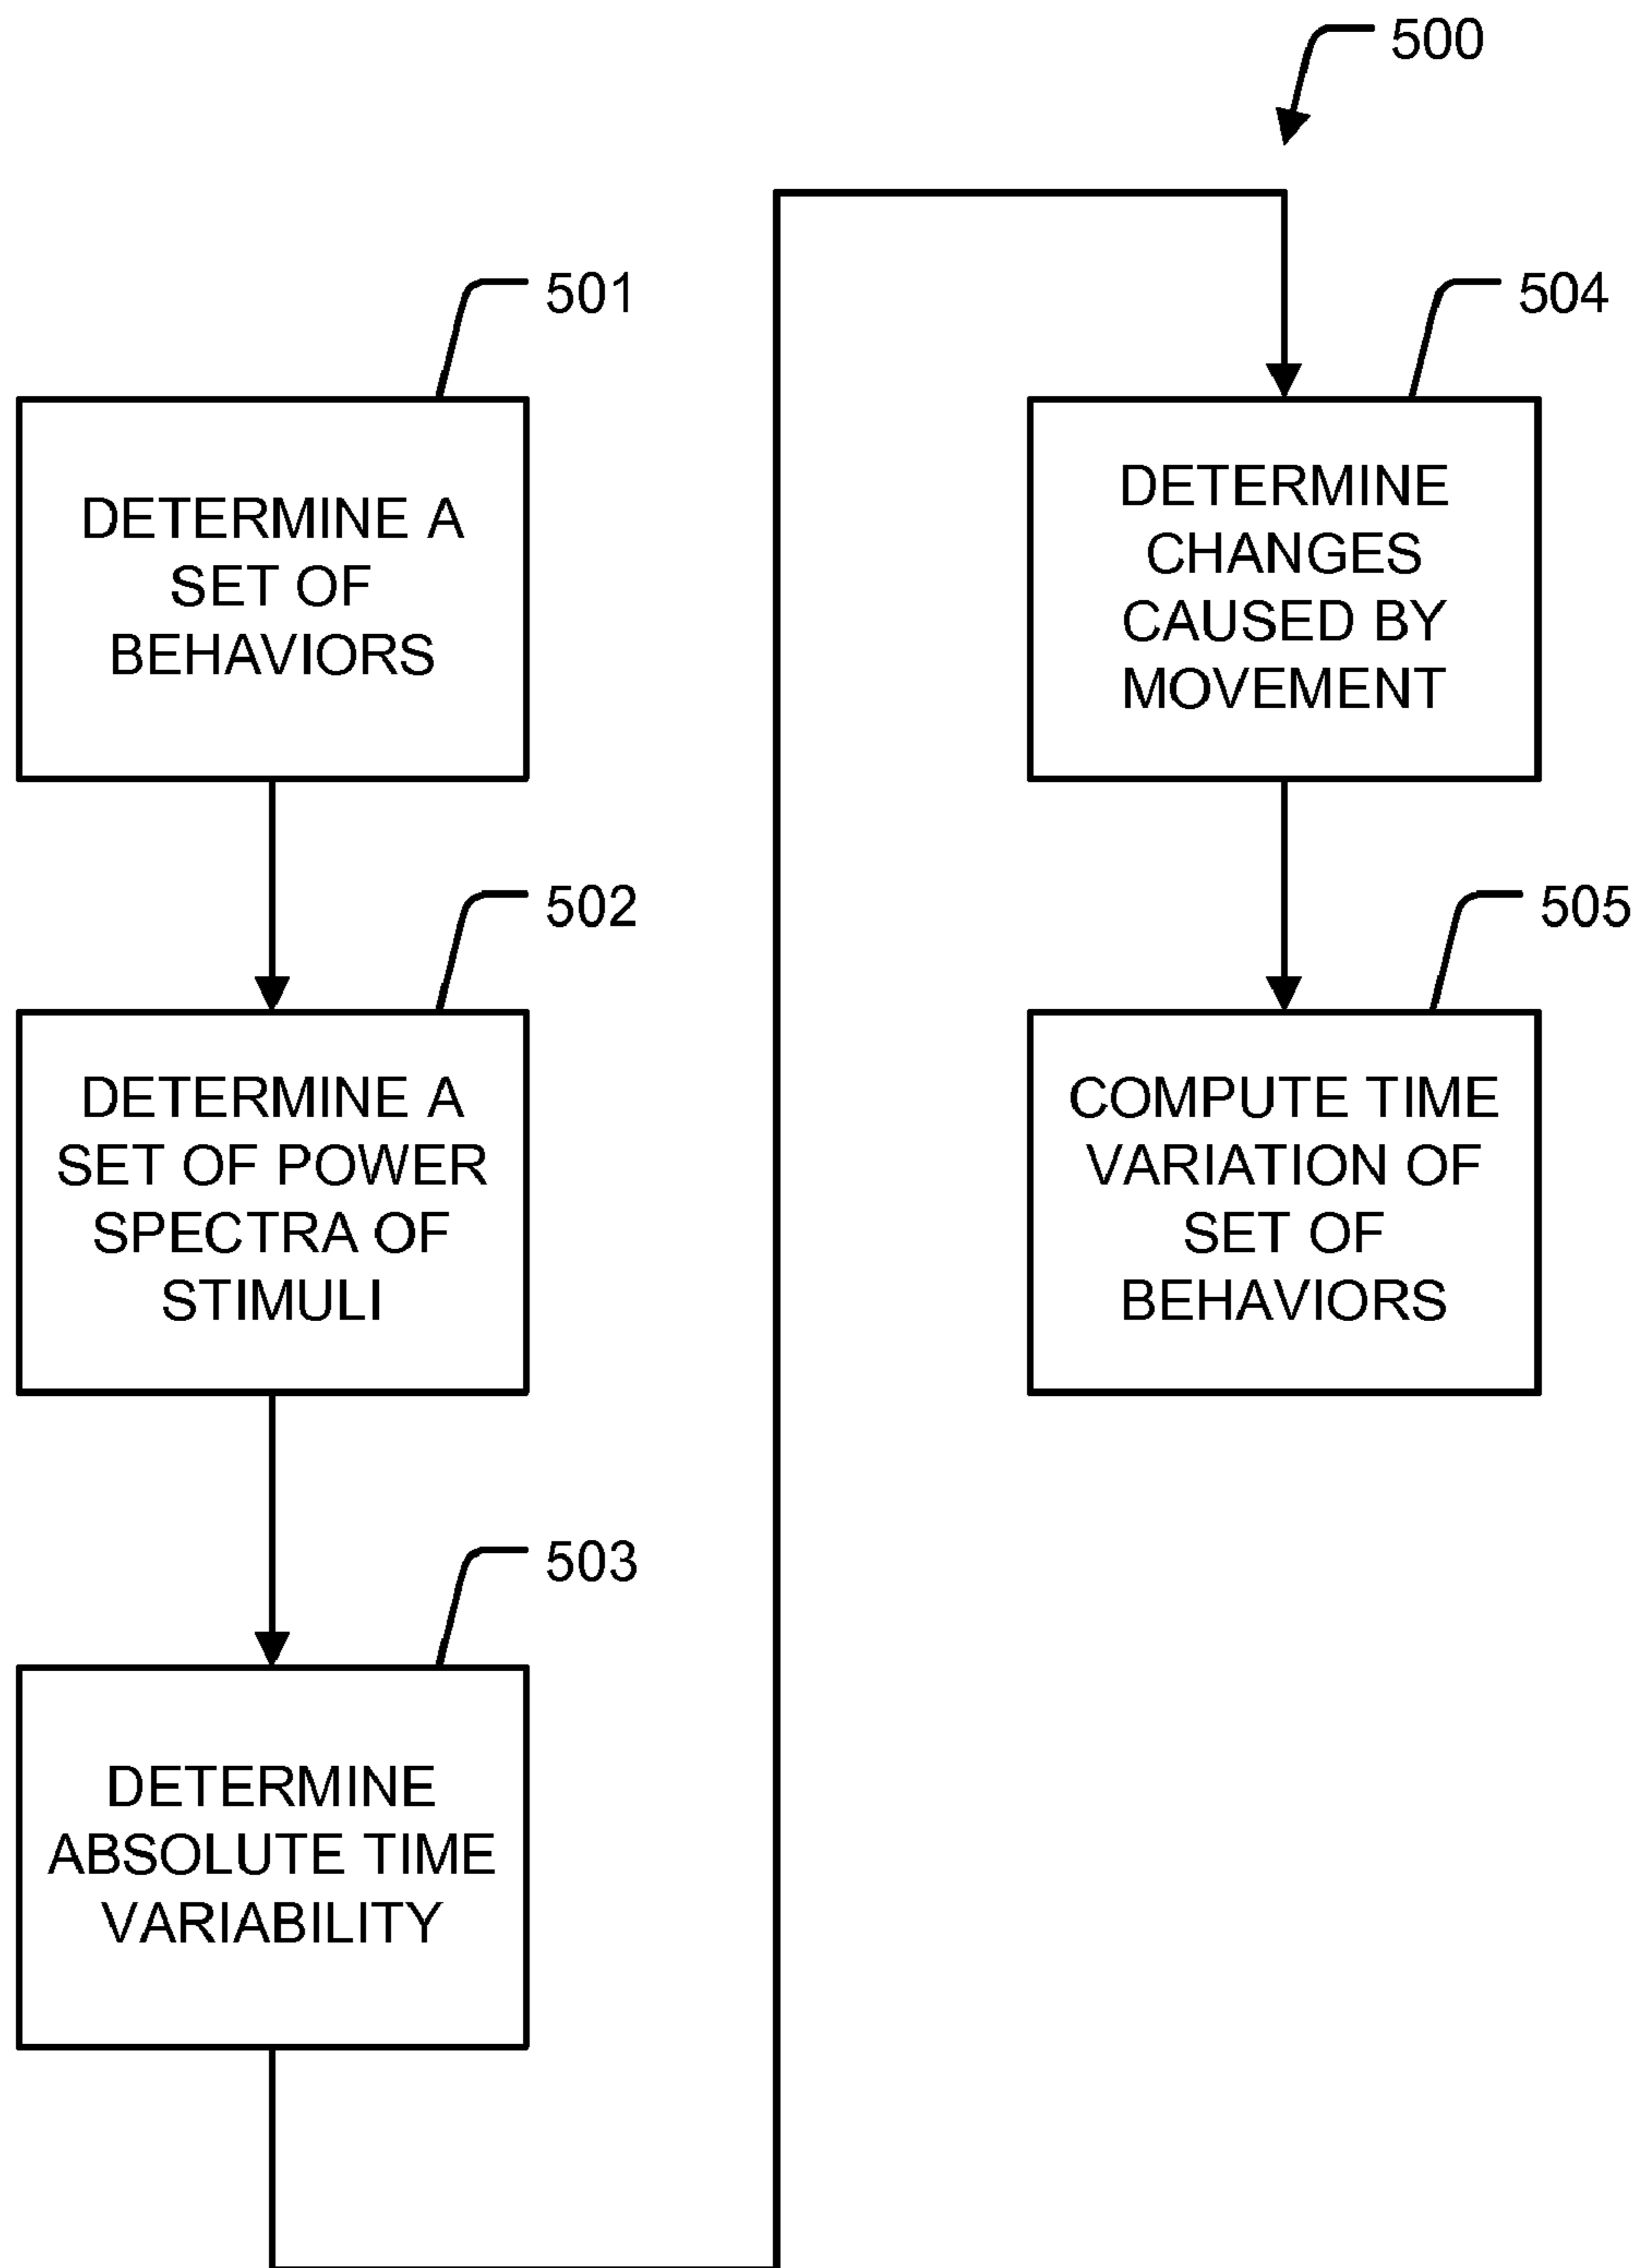 500
501
DETERMINE A
SET OF
BEHAVIORS
502
DETERMINE A
SET OF POWER
SPECTRA OF
STIMULI
503
DETERMINE
ABSOLUTE TIME
VARIABILITY
504
DETERMINE
CHANGES
CAUSED BY
MOVEMENT
505
COMPUTE TIME
VARIATION OF
SET OF
BEHAVIORS